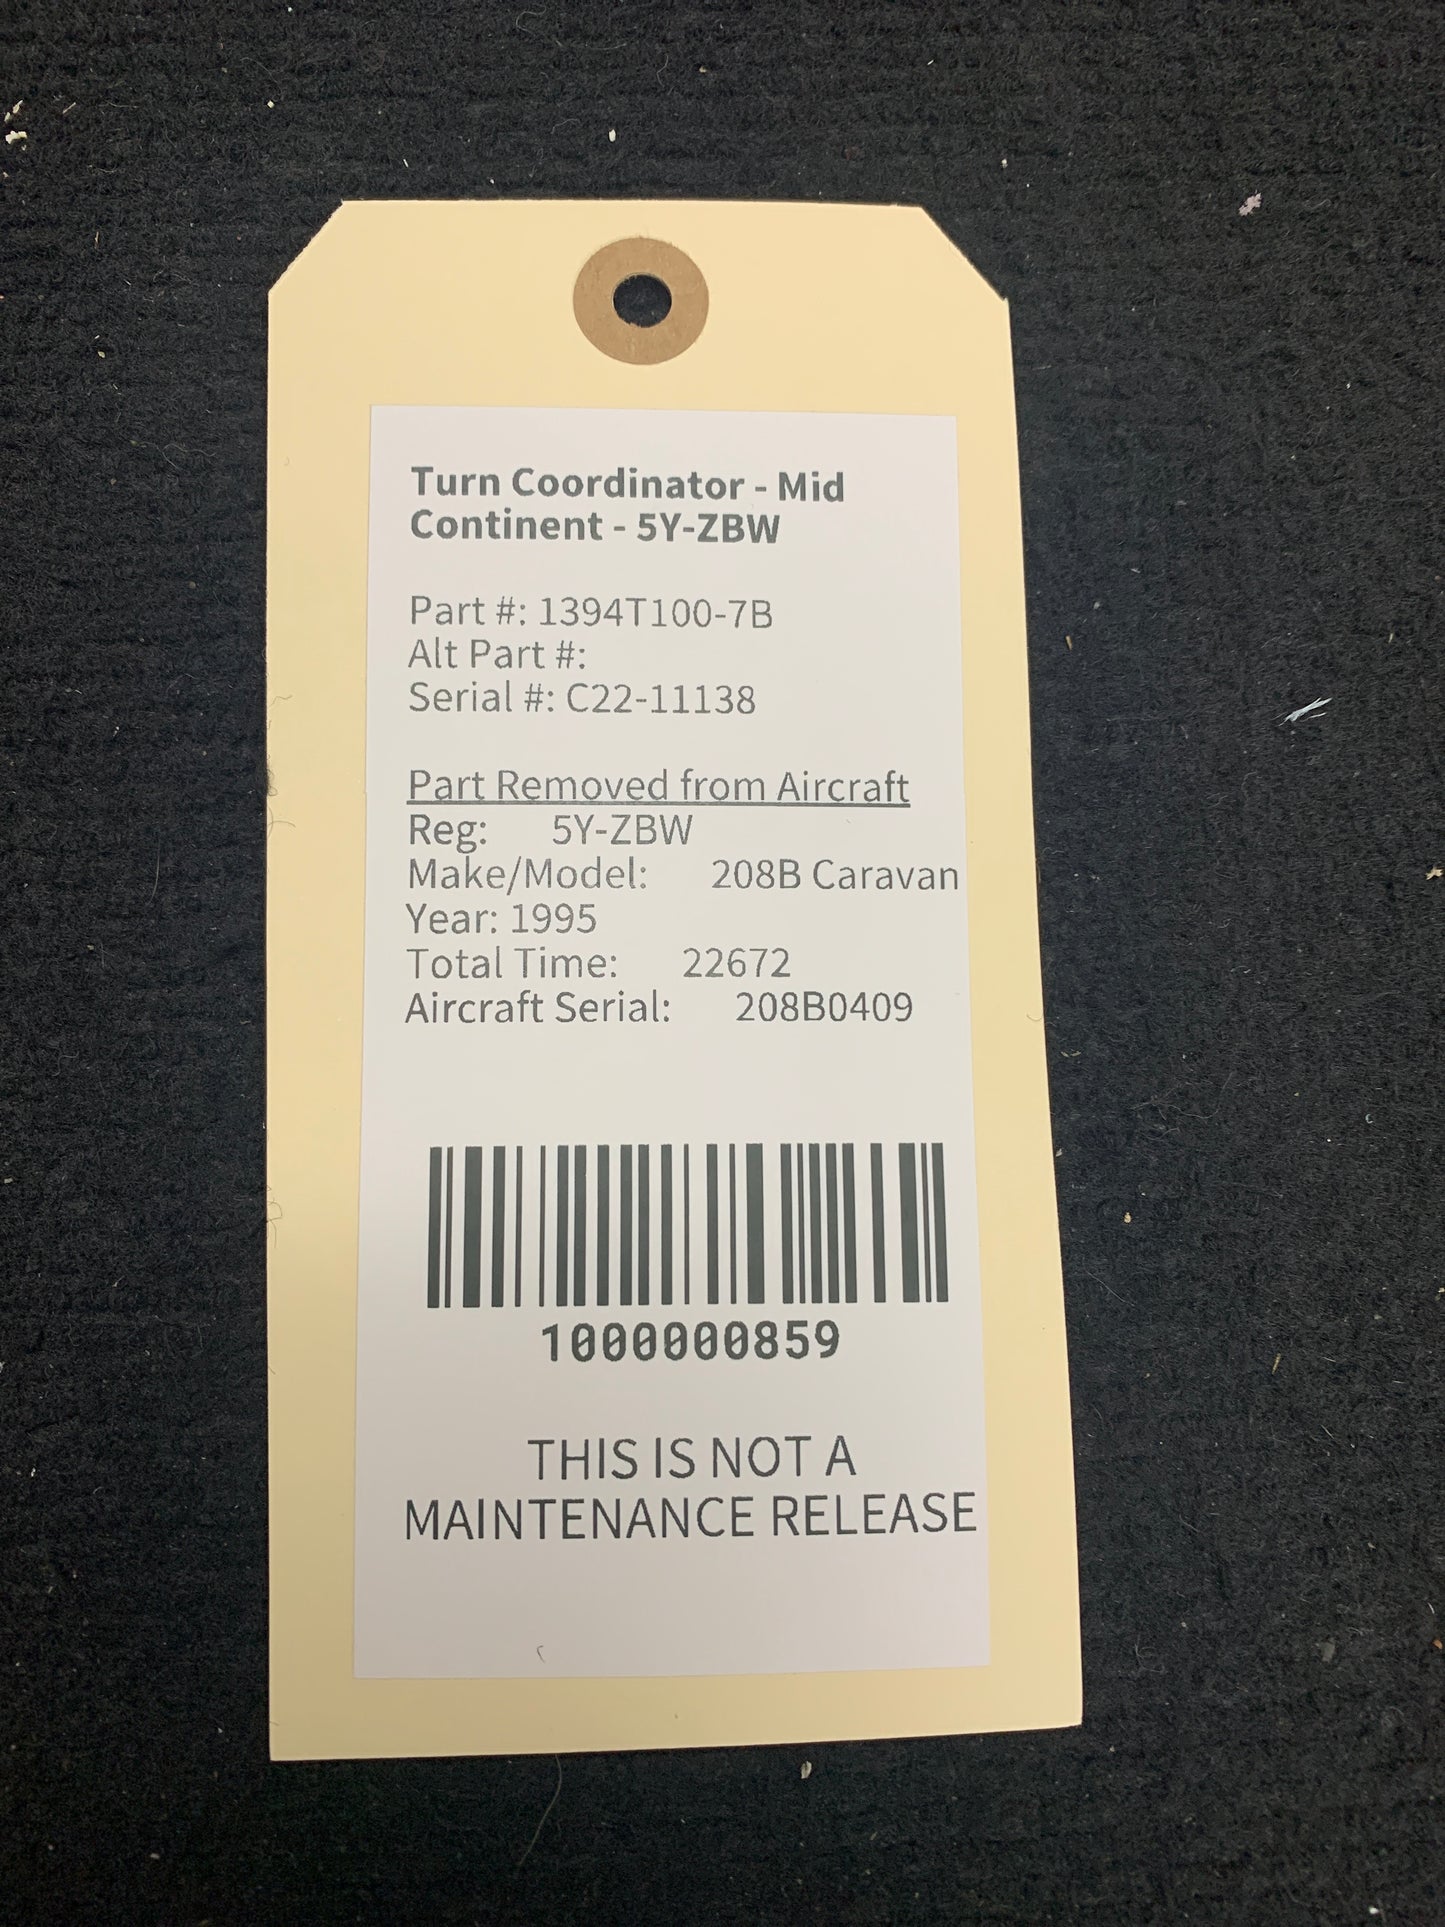 Turn Coordinator - Mid
Continent - 5Y-ZBW
Part #: 1394T100-7B
Alt Part #:
Serial #: C22-11138
Part Removed from Aircraft
Reg: 5Y-ZBW
Make/Model: 208B Caravan
Year: 1995
Total Time: 22672
Aircraft Serial: 208B0409
1000000859
THIS IS NOT A
MAINTENANCE RELEASE